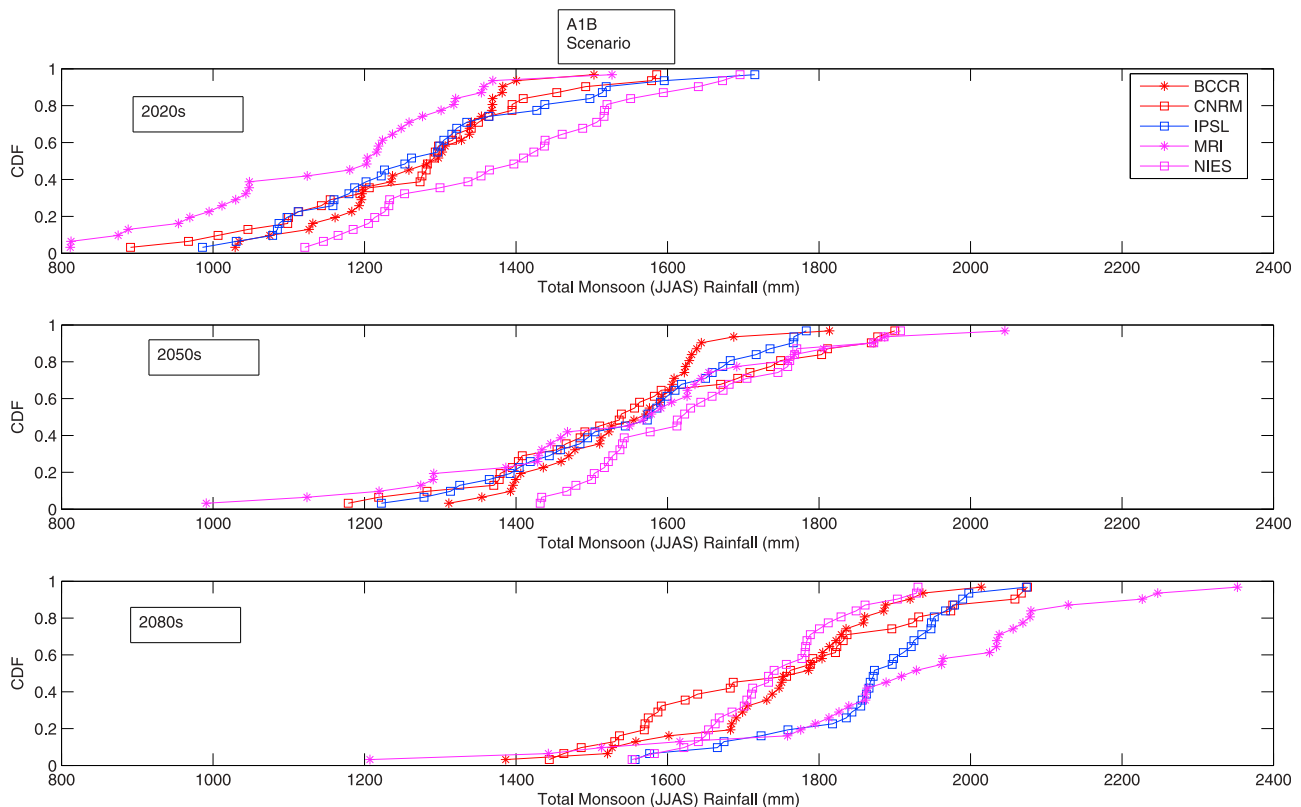 A1B
Scenario
2020s
BCCR
CNRM
IPSL
MRI
NIES
CDF
1
0.8
0.6
0.4
0.2
0
800 1000 1200 1400 1600 1800 2000 2200 2400
Total Monsoon (JJAS) Rainfall (mm)
2050s
CDF
1
0.8
0.6
0.4
0.2
0
800 1000 1200 1400 1600 1800 2000 2200 2400
Total Monsoon (JJAS) Rainfall (mm)
2080s
CDF
1
0.8
0.6
0.4
0.2
0
800 1000 1200 1400 1600 1800 2000 2200 2400
Total Monsoon (JJAS) Rainfall (mm)